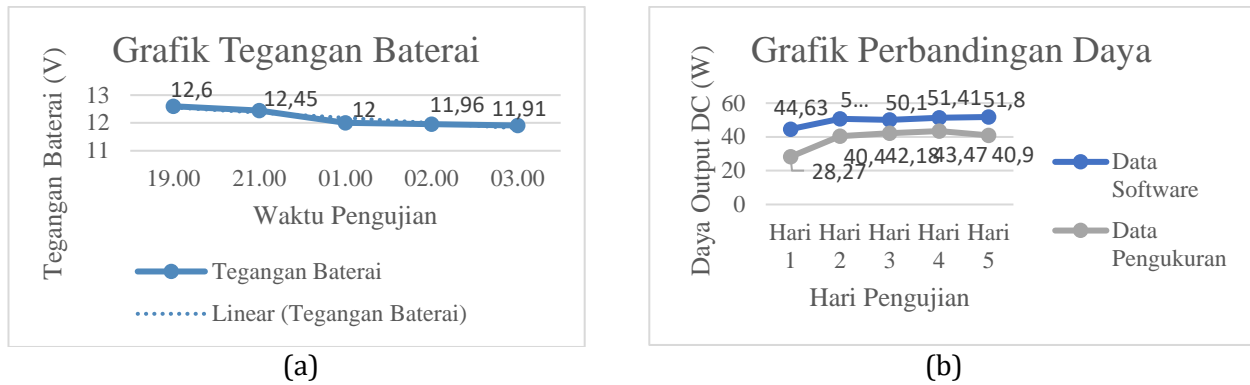 Grafik Tegangan Baterai
Tegangan Baterai (V)
13
12
11
12,6
12,45
12
11,96
11,91
19.00 21.00 01.00 02.00 03.00
Waktu Pengujian
Tegangan Baterai
Linear (Tegangan Baterai)
(a)
Grafik Perbandingan Daya
Daya Output DC (W)
60
40
20
0
44,63 5... 50,1 51,41 51,8
28,27 40,4 42,18 43,47 40,9
Hari Hari Hari Hari Hari
1 2 3 4 5
Hari Pengujian
Data
Software
Data
Pengukuran
(b)